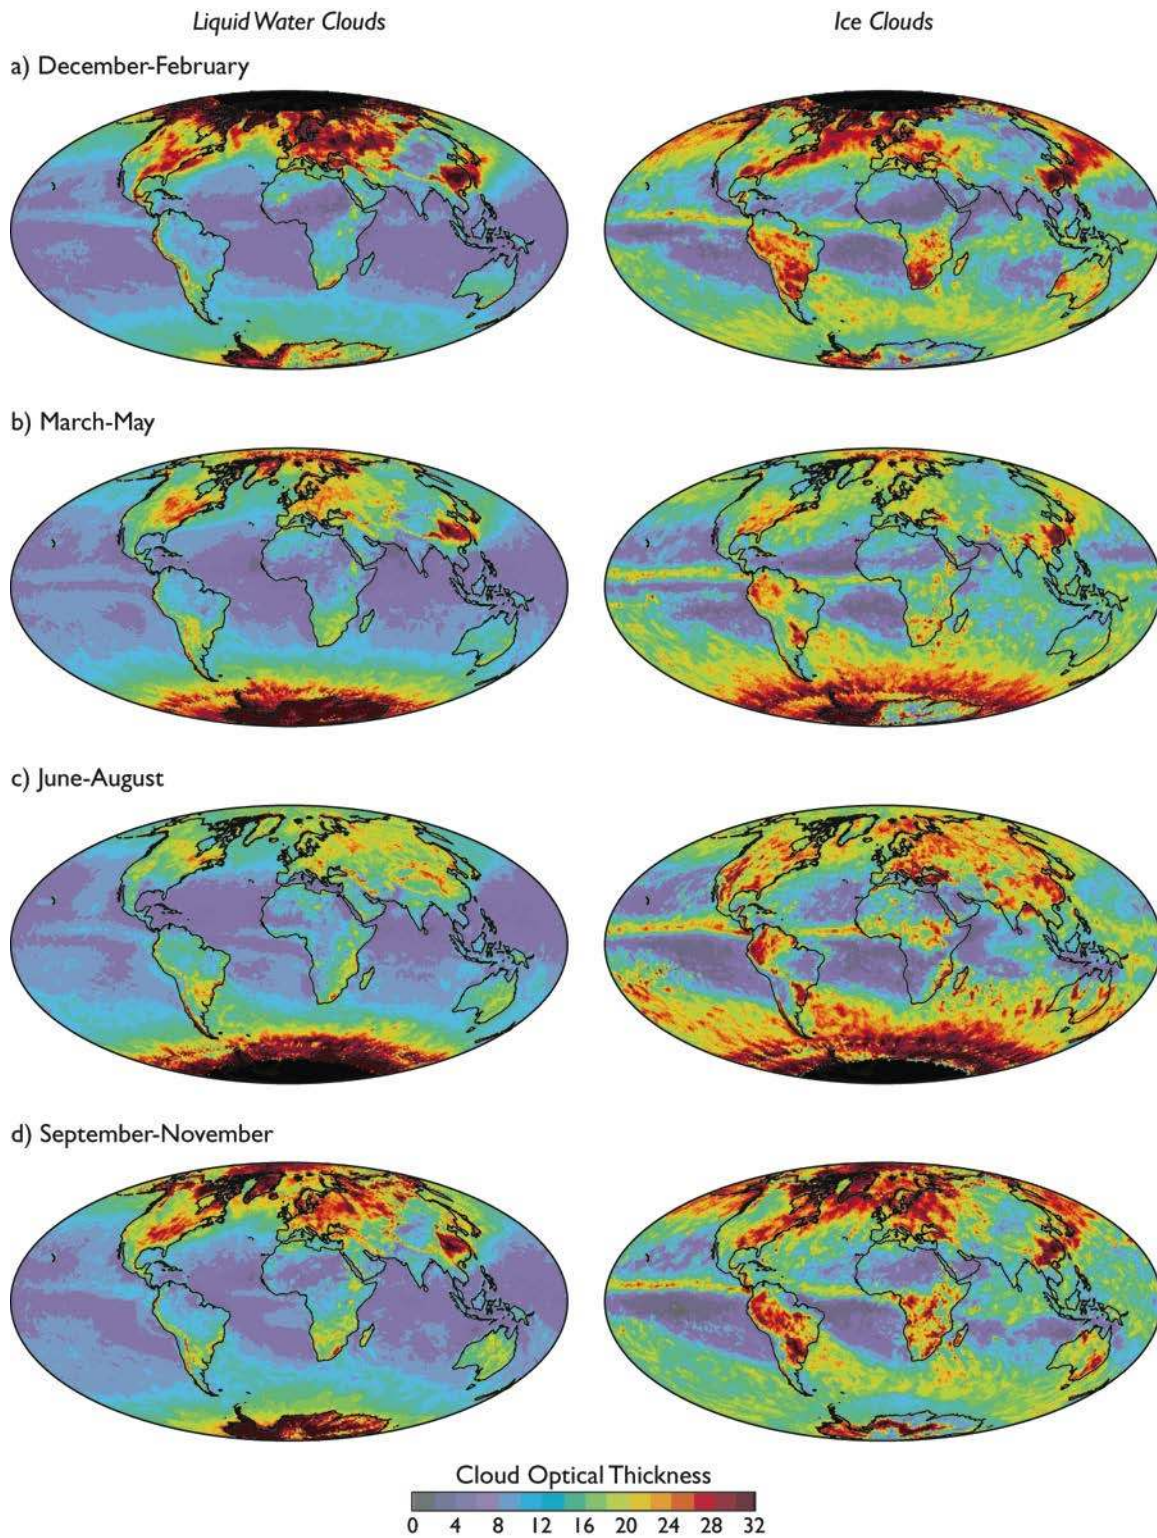 Liquid Water Clouds
Ice Clouds
a) December-February
b) March-May
c) June-August
d) September-November
Cloud Optical Thickness
0 4 8 12 16 20 24 28 32